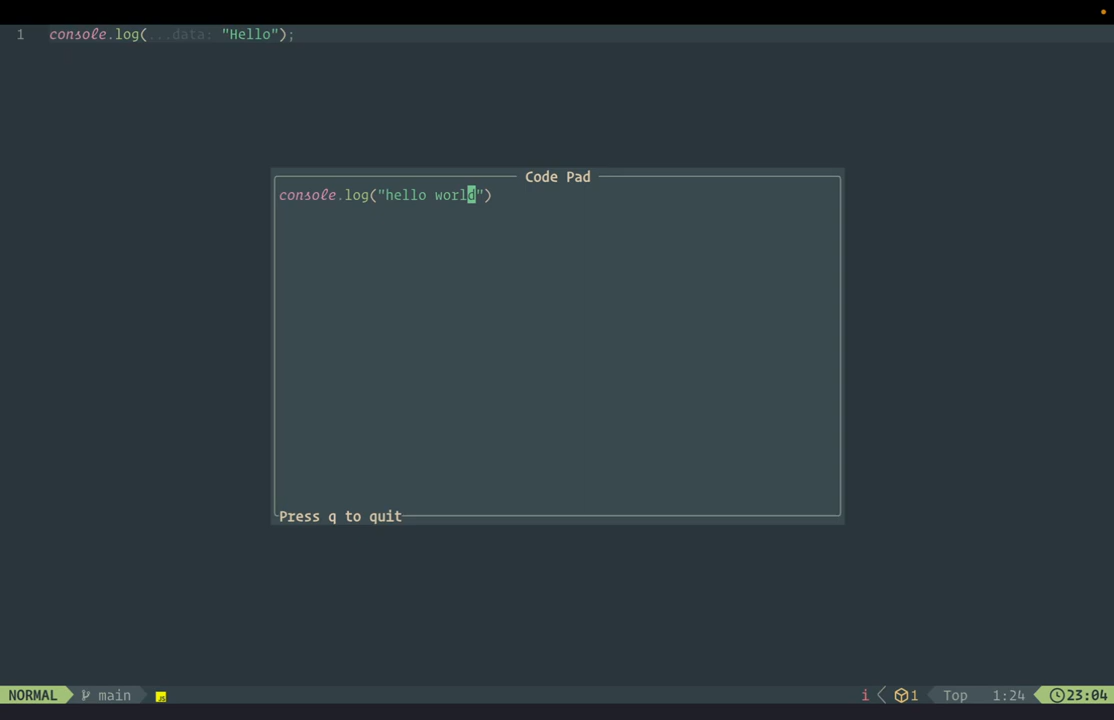 1 console.log(...data: "Hello");
Code Pad
console.log("hello world")
Press q to quit
NORMAL main JS i 1 Top 1:24 23:04